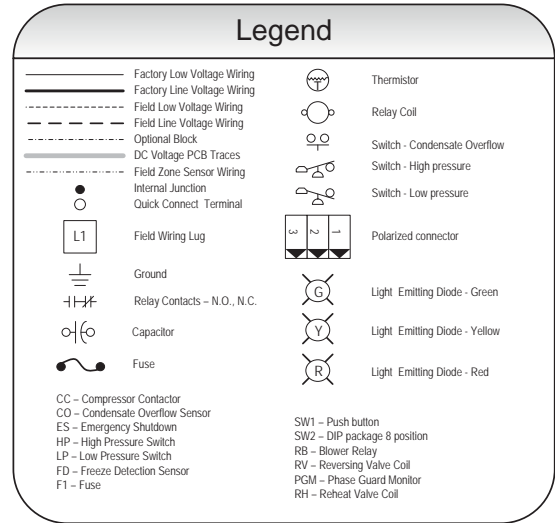 Legend
Factory Low Voltage Wiring
Factory Line Voltage Wiring
Field Low Voltage Wiring
Field Line Voltage Wiring
Optional Block
DC Voltage PCB Traces
Field Zone Sensor Wiring
Internal Junction
Quick Connect Terminal
L1
Field Wiring Lug
Ground
Relay Contacts – N.O., N.C.
Capacitor
Fuse
Thermistor
Relay Coil
Switch - Condensate Overflow
Switch - High pressure
Switch - Low pressure
3 2 1
Polarized connector
G
Light Emitting Diode - Green
Y
Light Emitting Diode - Yellow
R
Light Emitting Diode - Red
CC – Compressor Contactor
CO – Condensate Overflow Sensor
ES – Emergency Shutdown
HP – High Pressure Switch
LP – Low Pressure Switch
FD – Freeze Detection Sensor
F1 – Fuse
SW1 – Push button
SW2 – DIP package 8 position
RB – Blower Relay
RV – Reversing Valve Coil
PGM – Phase Guard Monitor
RH – Reheat Valve Coil